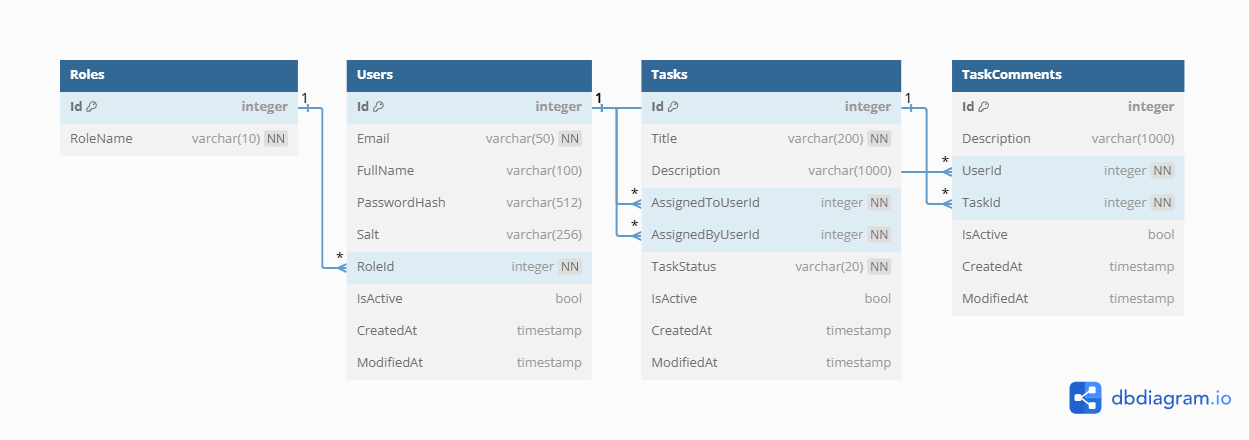 Roles
Id integer
RoleName varchar(10) NN
1
*
Users
Id integer
Email varchar(50) NN
FullName varchar(100)
PasswordHash varchar(512)
Salt varchar(256)
RoleId integer NN
IsActive bool
CreatedAt timestamp
ModifiedAt timestamp
1
*
*
Tasks
Id integer
Title varchar(200) NN
Description varchar(1000)
AssignedToUserId integer NN
AssignedByUserId integer NN
TaskStatus varchar(20) NN
IsActive bool
CreatedAt timestamp
ModifiedAt timestamp
1
*
*
TaskComments
Id integer
Description varchar(1000)
UserId integer NN
TaskId integer NN
IsActive bool
CreatedAt timestamp
ModifiedAt timestamp
dbdiagram.io